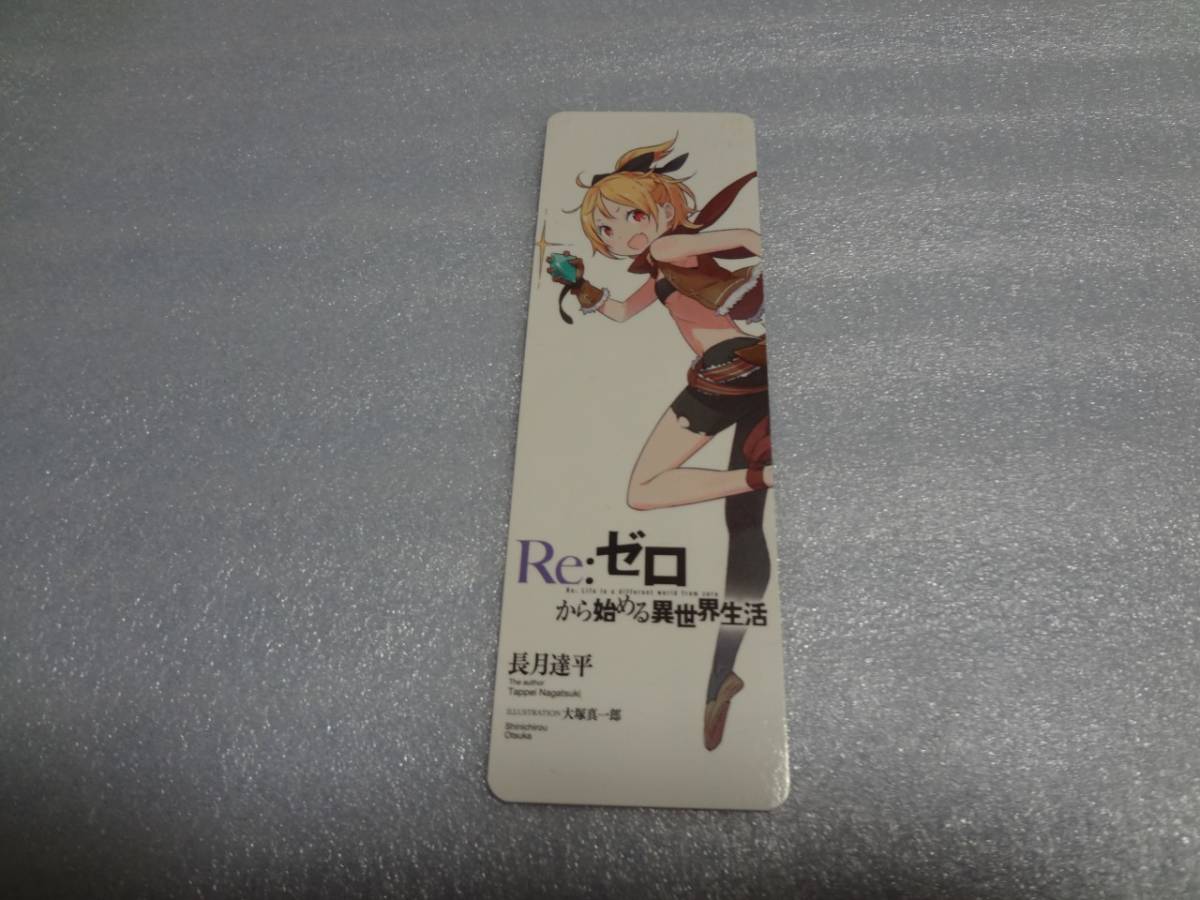 Re:ゼロ
Re: Life in a different world from zero
から始める異世界生活
長月達平
The author
Tappei Nagatsuki
ILLUSTRATION 大塚真一郎
Shinichirou
Otsuka